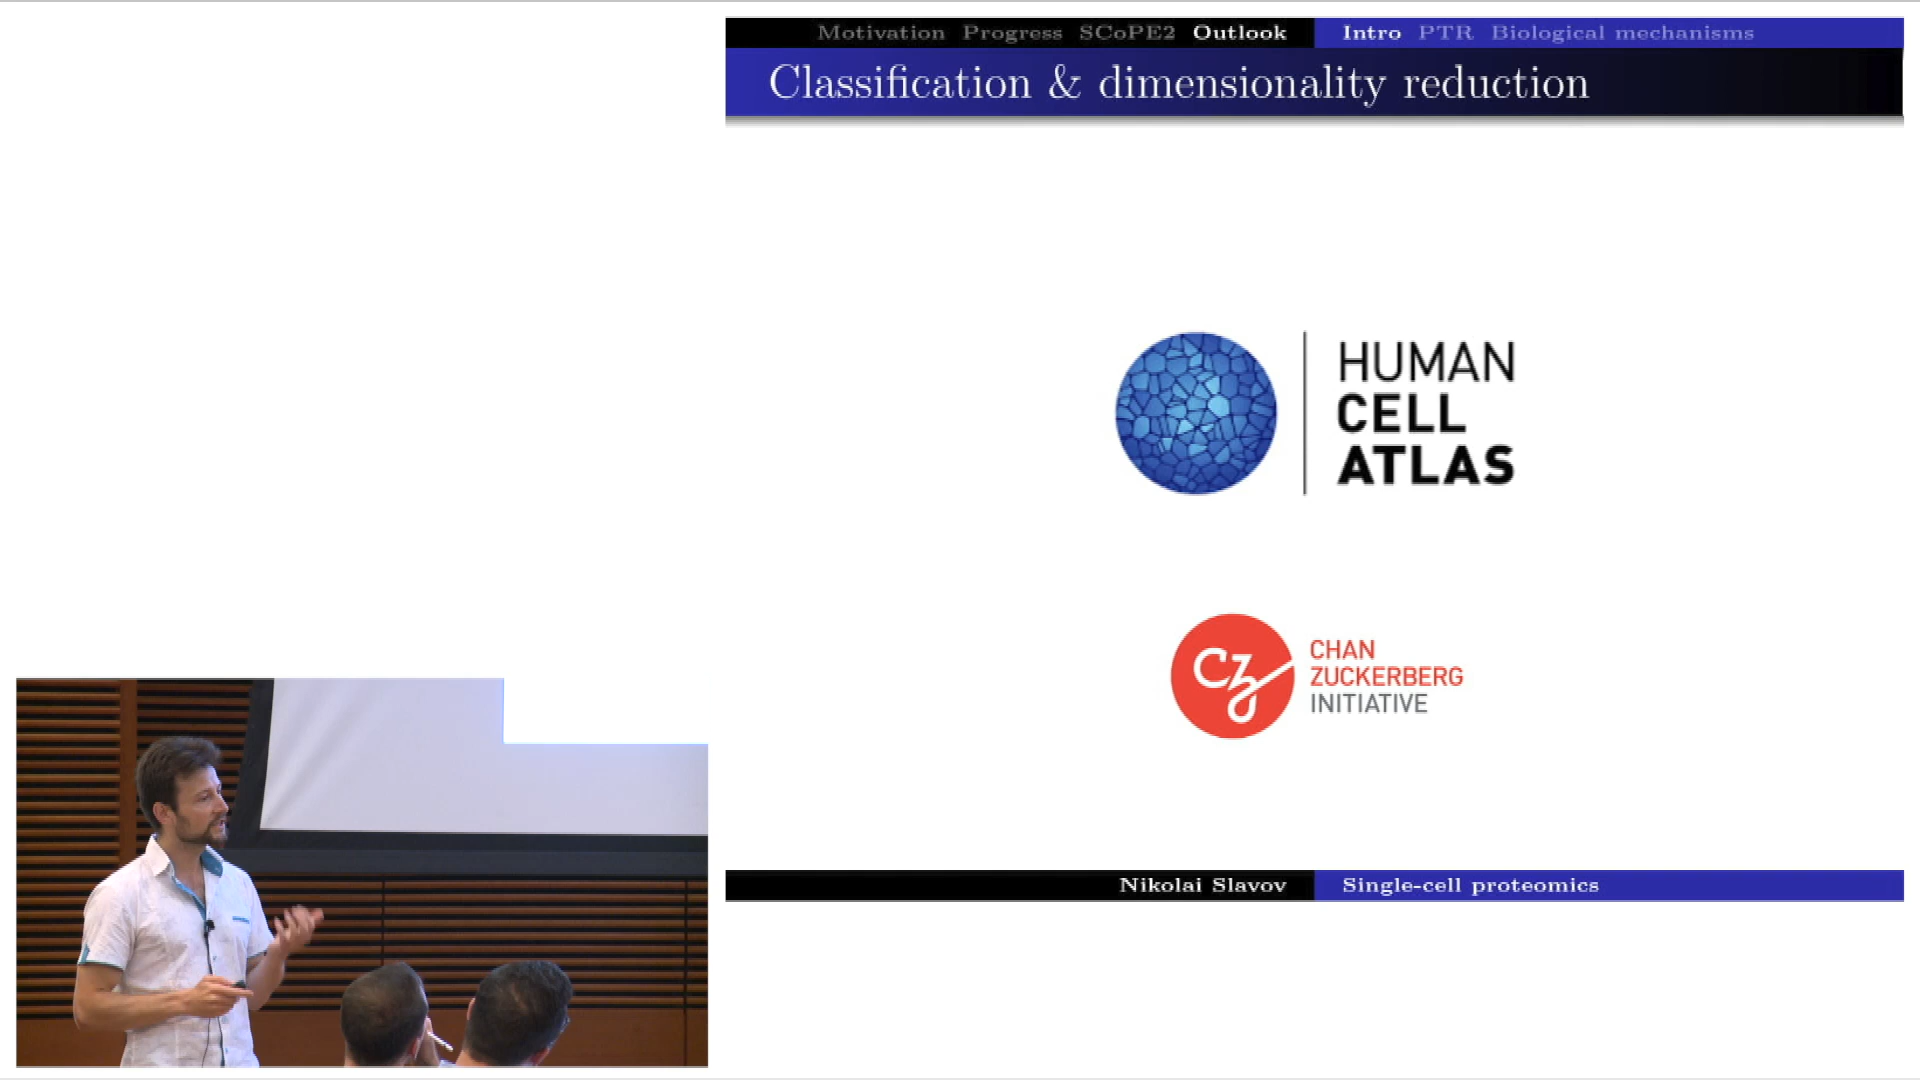 Motivation Progress SCoPE2 Outlook Intro PTR Biological mechanisms
Classification & dimensionality reduction
HUMAN
CELL
ATLAS
CZ
CHAN
ZUCKERBERG
INITIATIVE
Nikolai Slavov Single-cell proteomics